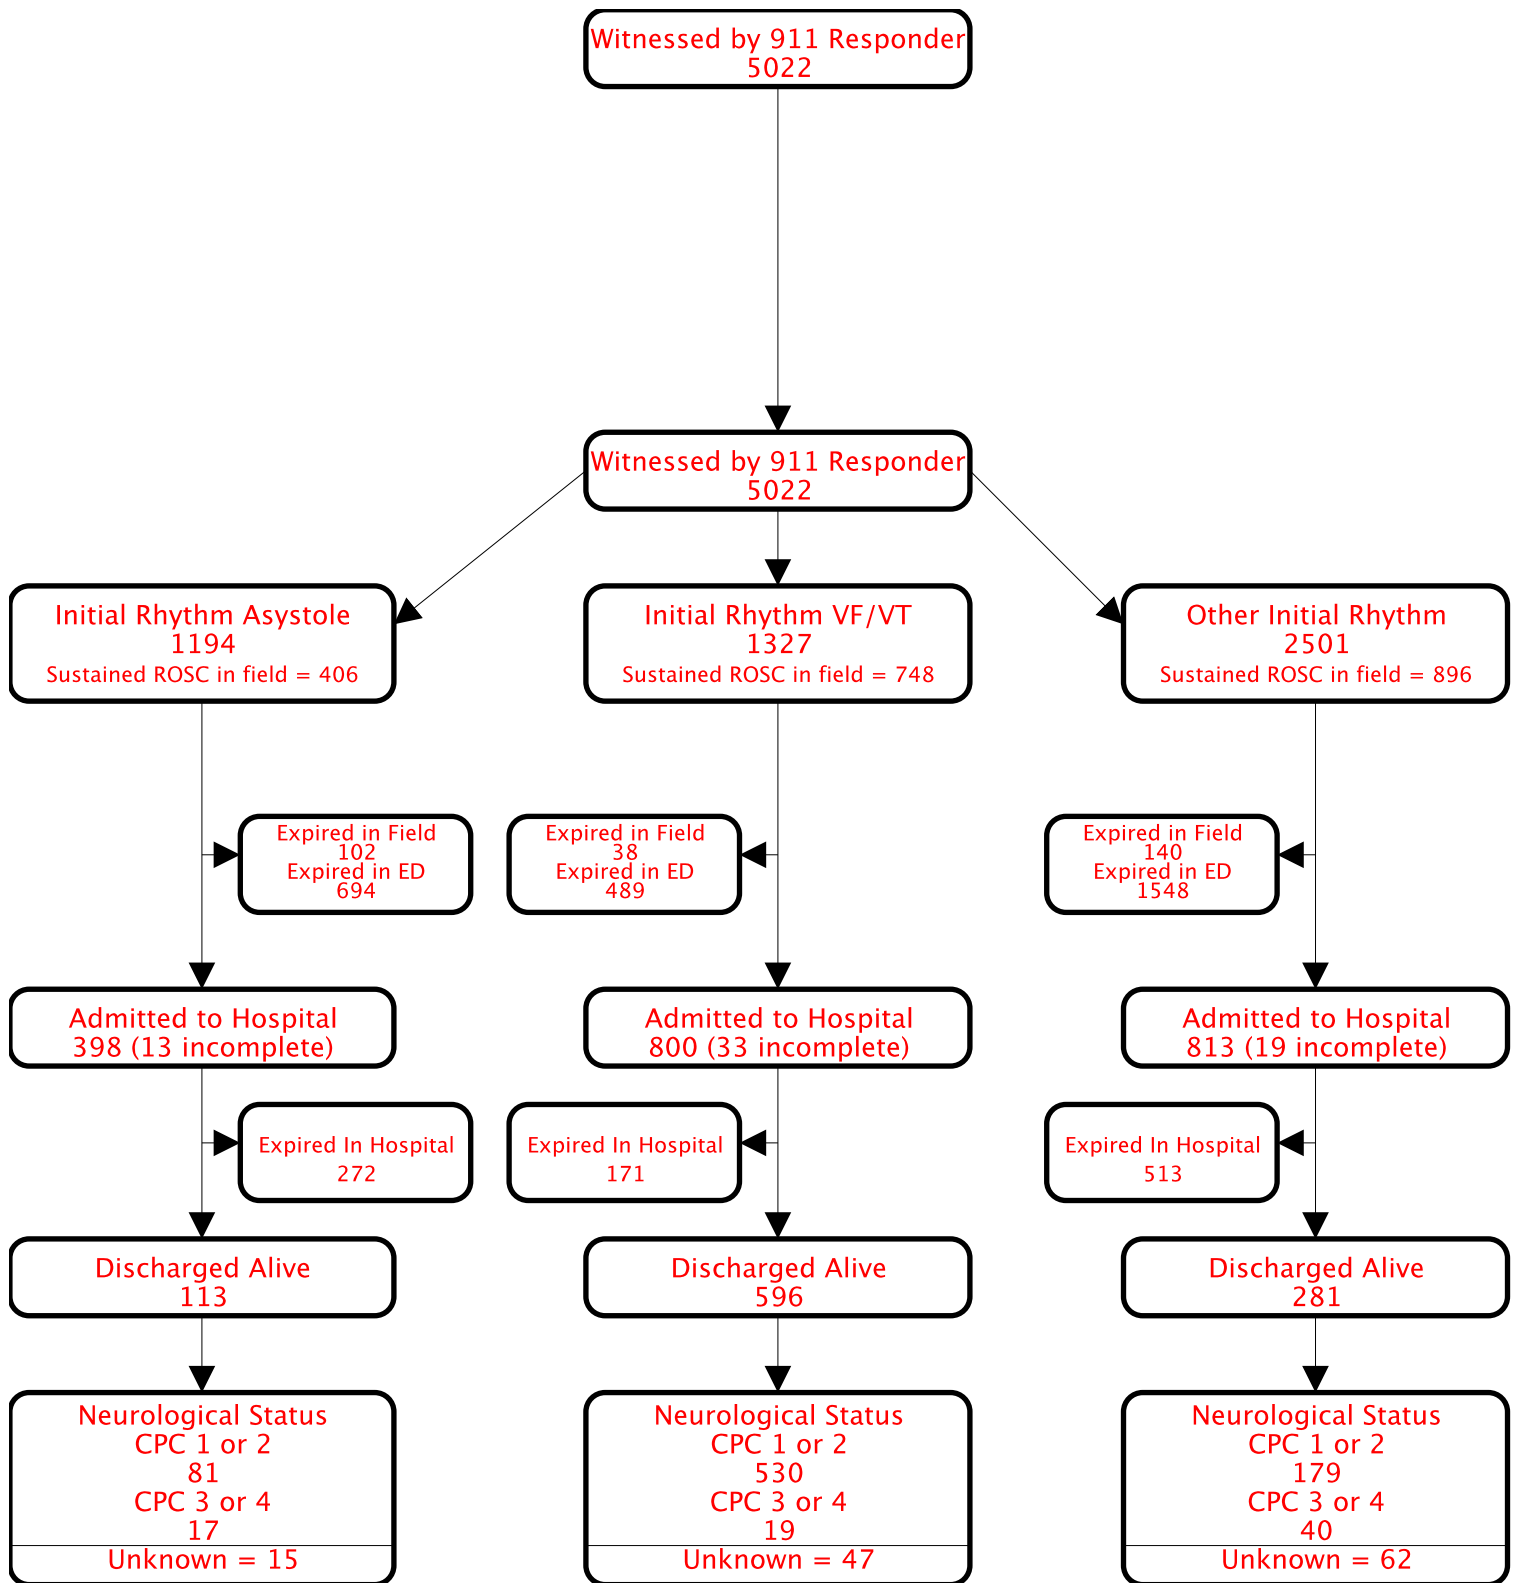 Witnessed by 911 Responder
5022
Witnessed by 911 Responder
5022
Initial Rhythm Asystole
1194
Sustained ROSC in field = 406
Initial Rhythm VF/VT
1327
Sustained ROSC in field = 748
Other Initial Rhythm
2501
Sustained ROSC in field = 896
Expired in Field
102
Expired in ED
694
Expired in Field
38
Expired in ED
489
Expired in Field
140
Expired in ED
1548
Admitted to Hospital
398 (13 incomplete)
Admitted to Hospital
800 (33 incomplete)
Admitted to Hospital
813 (19 incomplete)
Expired In Hospital
272
Expired In Hospital
171
Expired In Hospital
513
Discharged Alive
113
Discharged Alive
596
Discharged Alive
281
Neurological Status
CPC 1 or 2
81
CPC 3 or 4
17
Unknown = 15
Neurological Status
CPC 1 or 2
530
CPC 3 or 4
19
Unknown = 47
Neurological Status
CPC 1 or 2
179
CPC 3 or 4
40
Unknown = 62